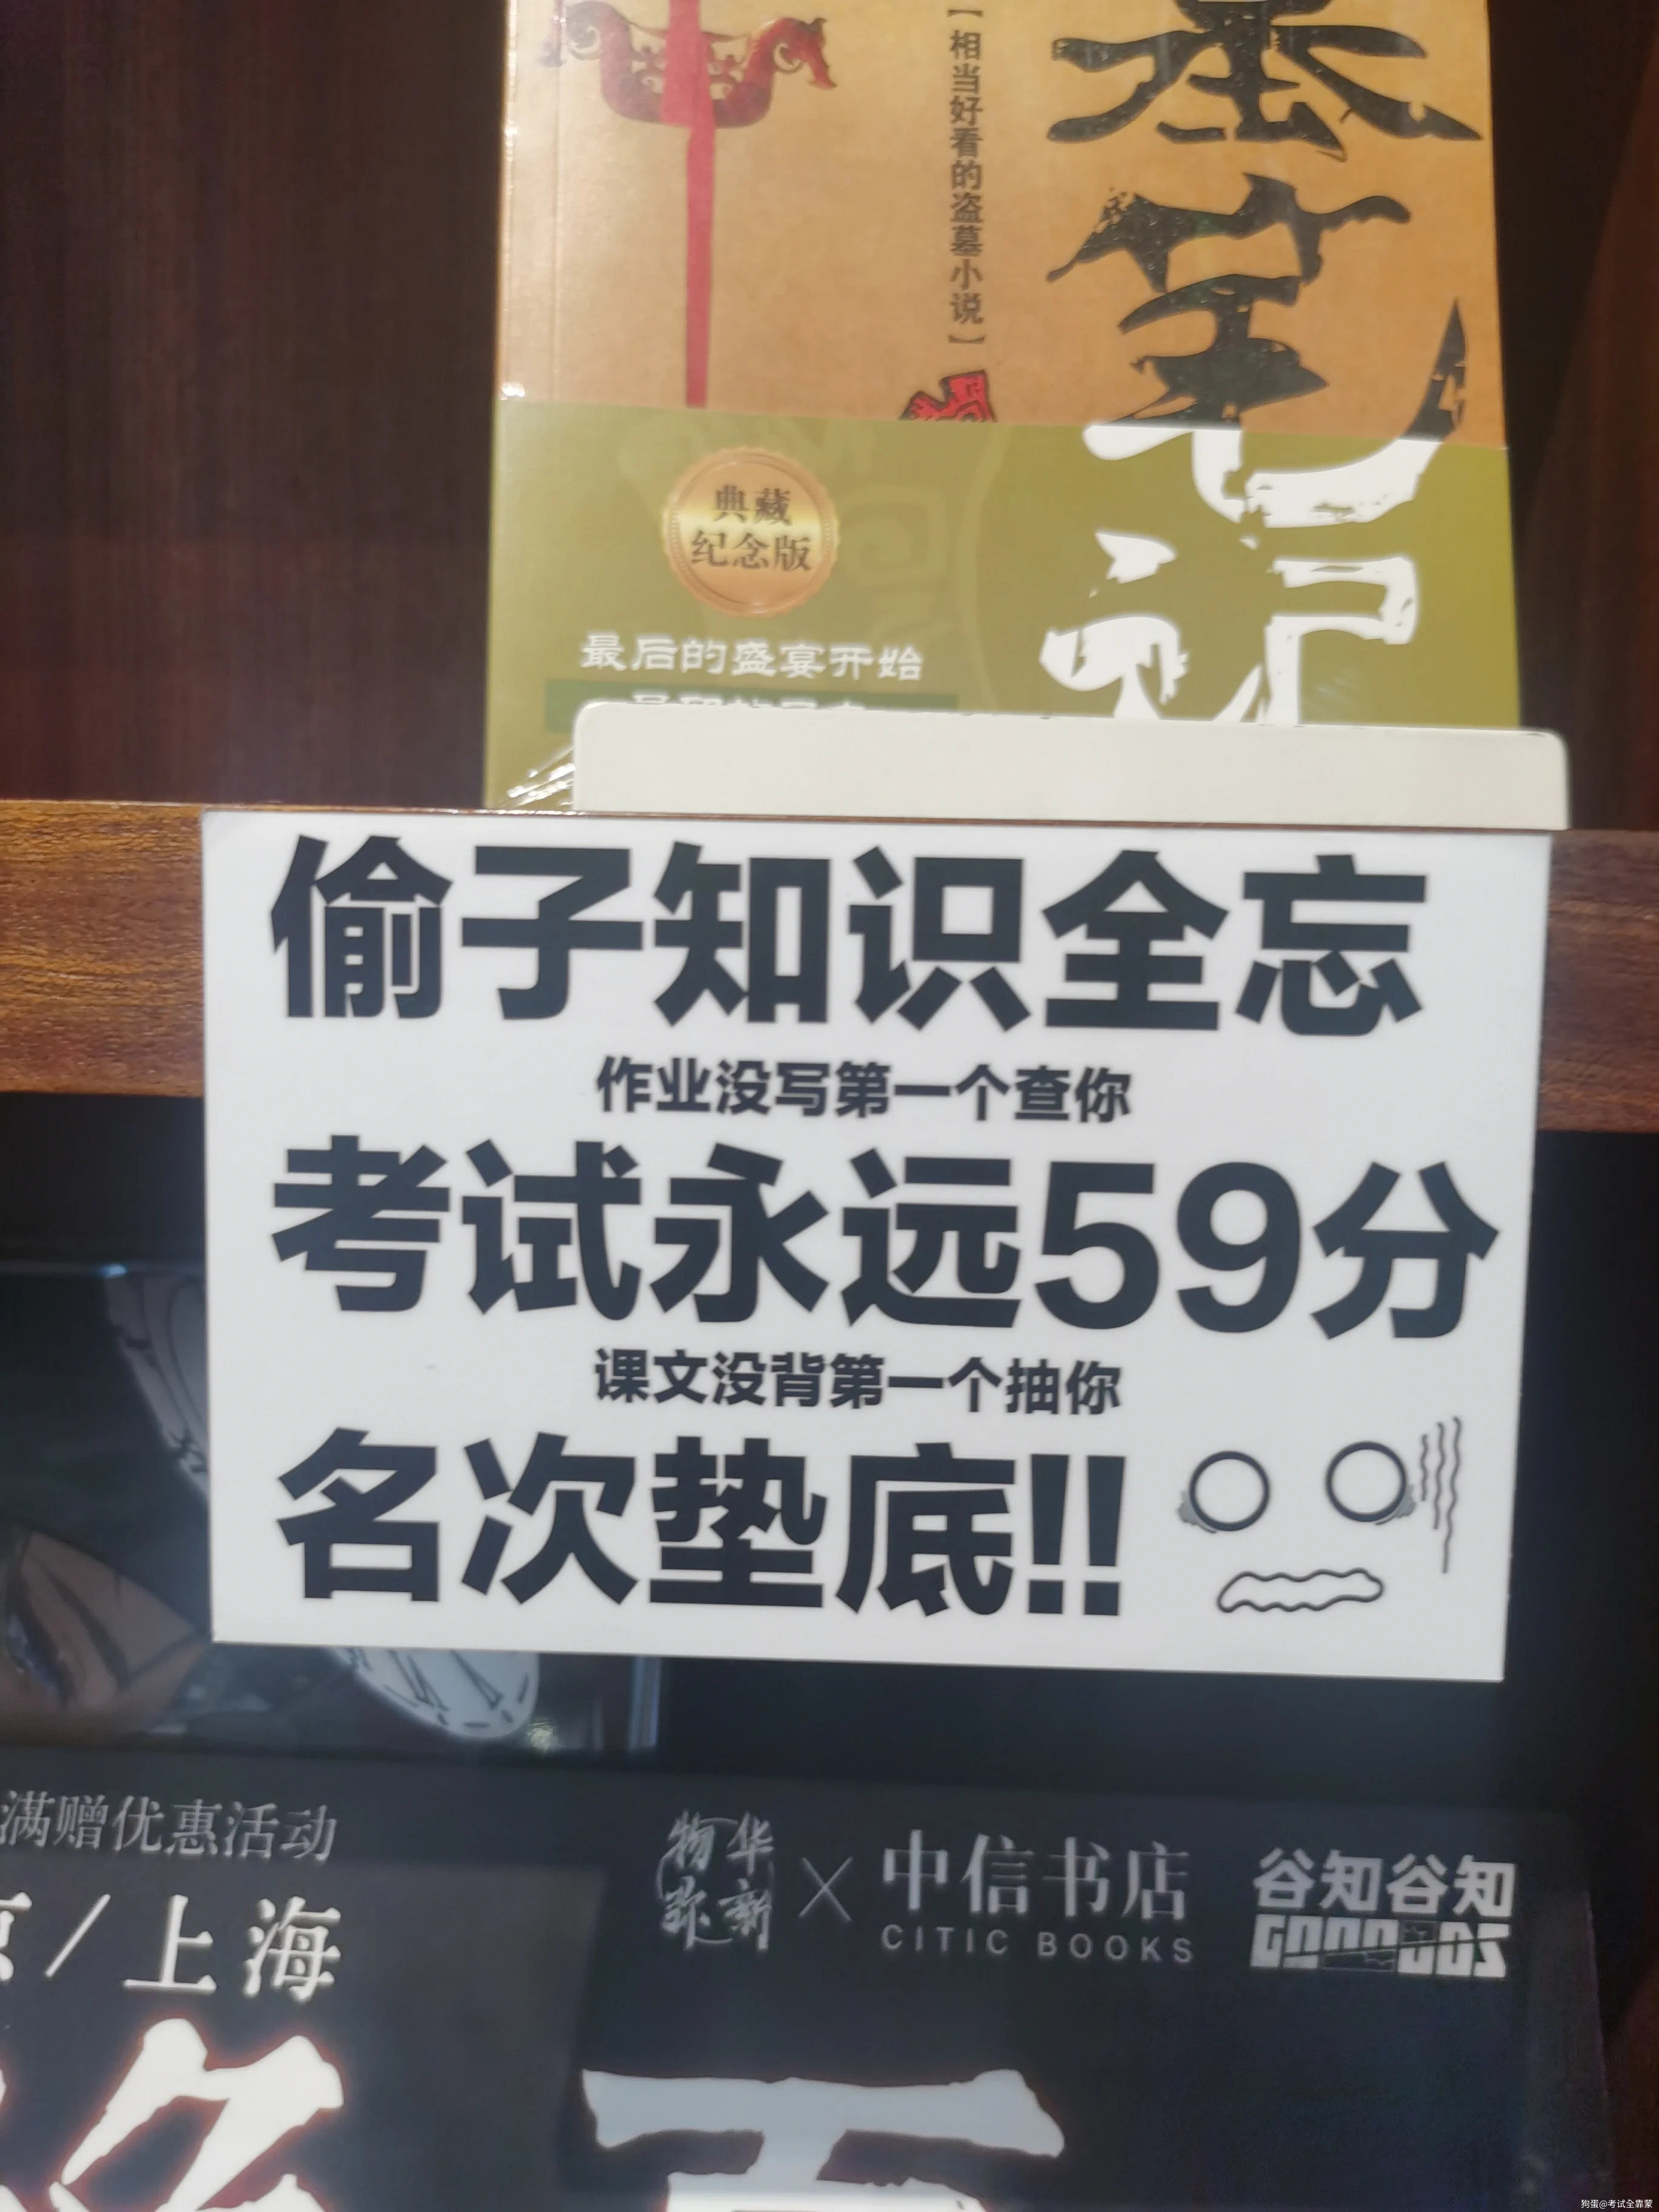 【相当好看的盗墓小说】
墓笔记
典藏
纪念版
最后的盛宴开始
偷子知识全忘
作业没写第一个查你
考试永远59分
课文没背第一个抽你
名次垫底!!
满赠优惠活动
京/上海
物华弥新×中信书店
CITIC BOOKS
谷知谷知
狗蛋@考试全靠蒙